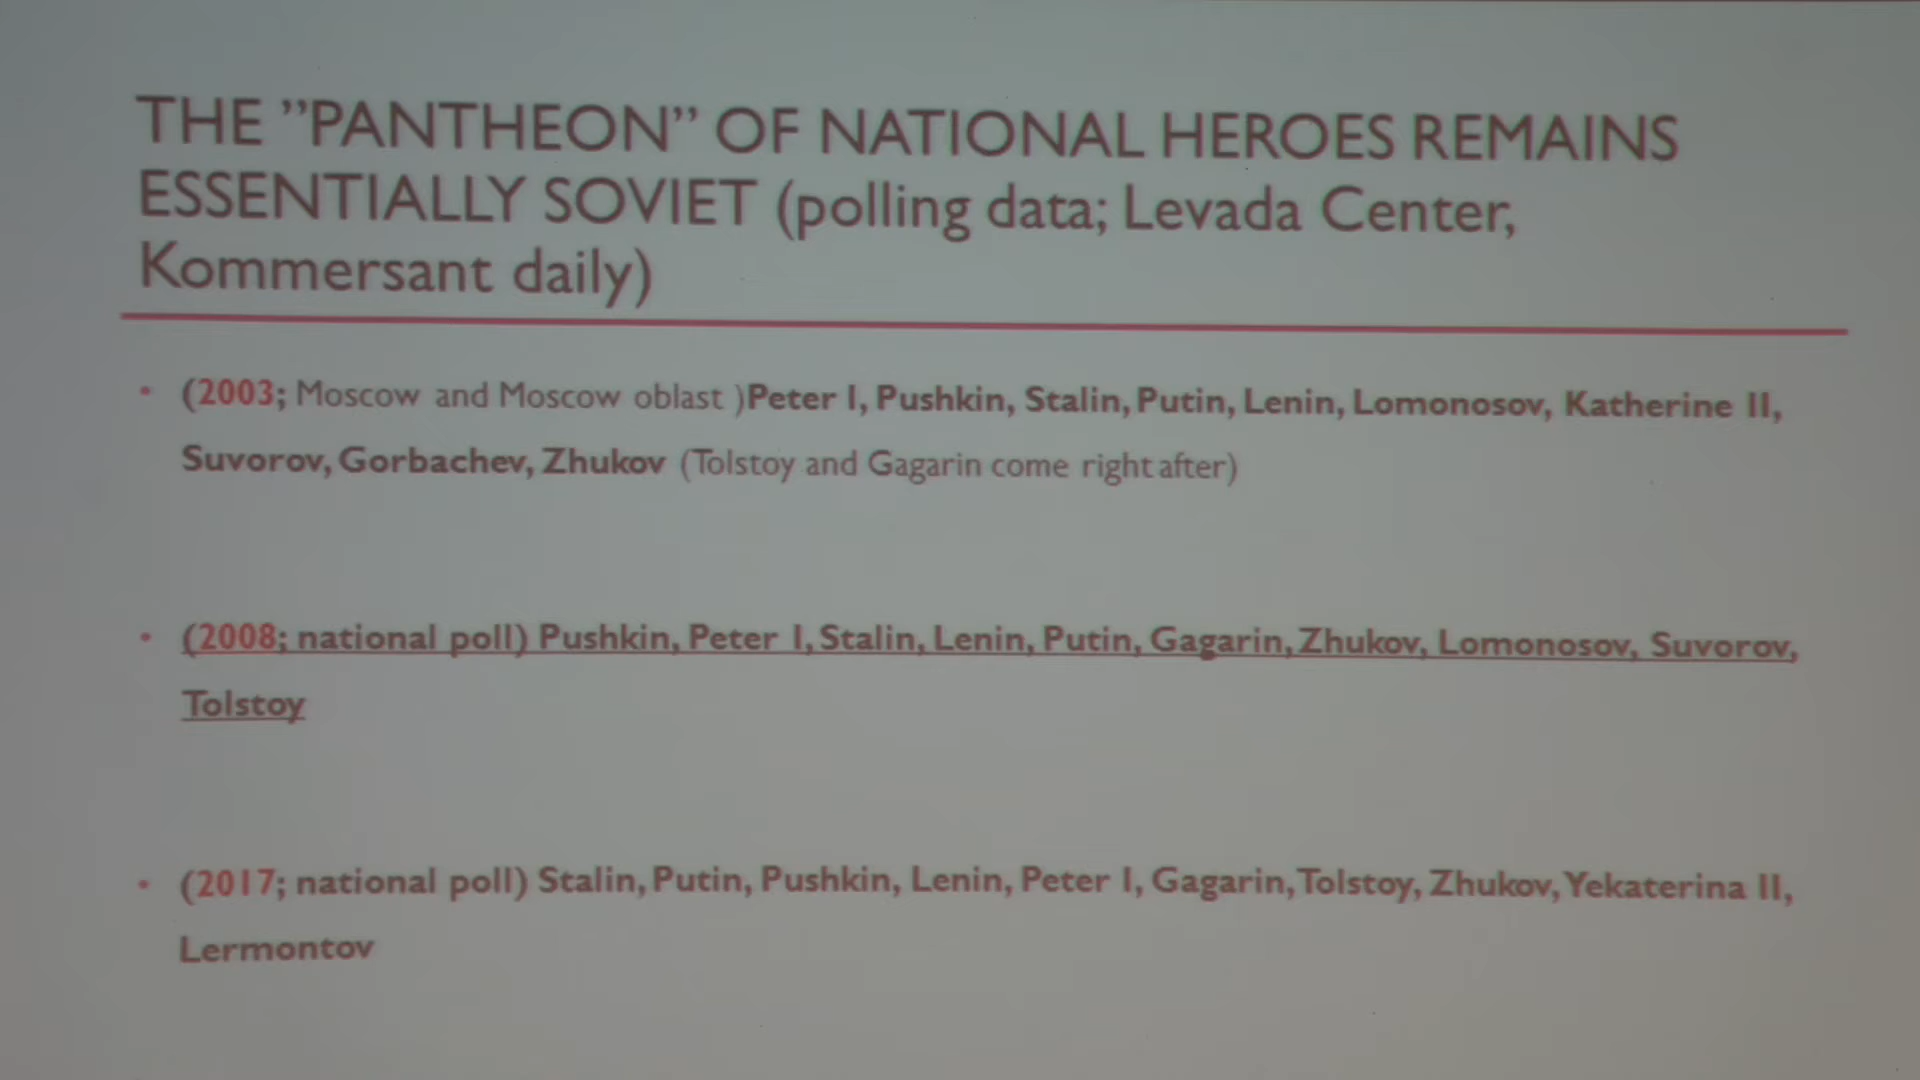 THE ”PANTHEON” OF NATIONAL HEROES REMAINS
ESSENTIALLY SOVIET (polling data; Levada Center,
Kommersant daily)
• (2003; Moscow and Moscow oblast )Peter I, Pushkin, Stalin, Putin, Lenin, Lomonosov, Katherine II,
Suvorov, Gorbachev, Zhukov (Tolstoy and Gagarin come right after)
• (2008; national poll) Pushkin, Peter I, Stalin, Lenin, Putin, Gagarin, Zhukov, Lomonosov, Suvorov,
Tolstoy
• (2017; national poll) Stalin, Putin, Pushkin, Lenin, Peter I, Gagarin, Tolstoy, Zhukov, Yekaterina II,
Lermontov